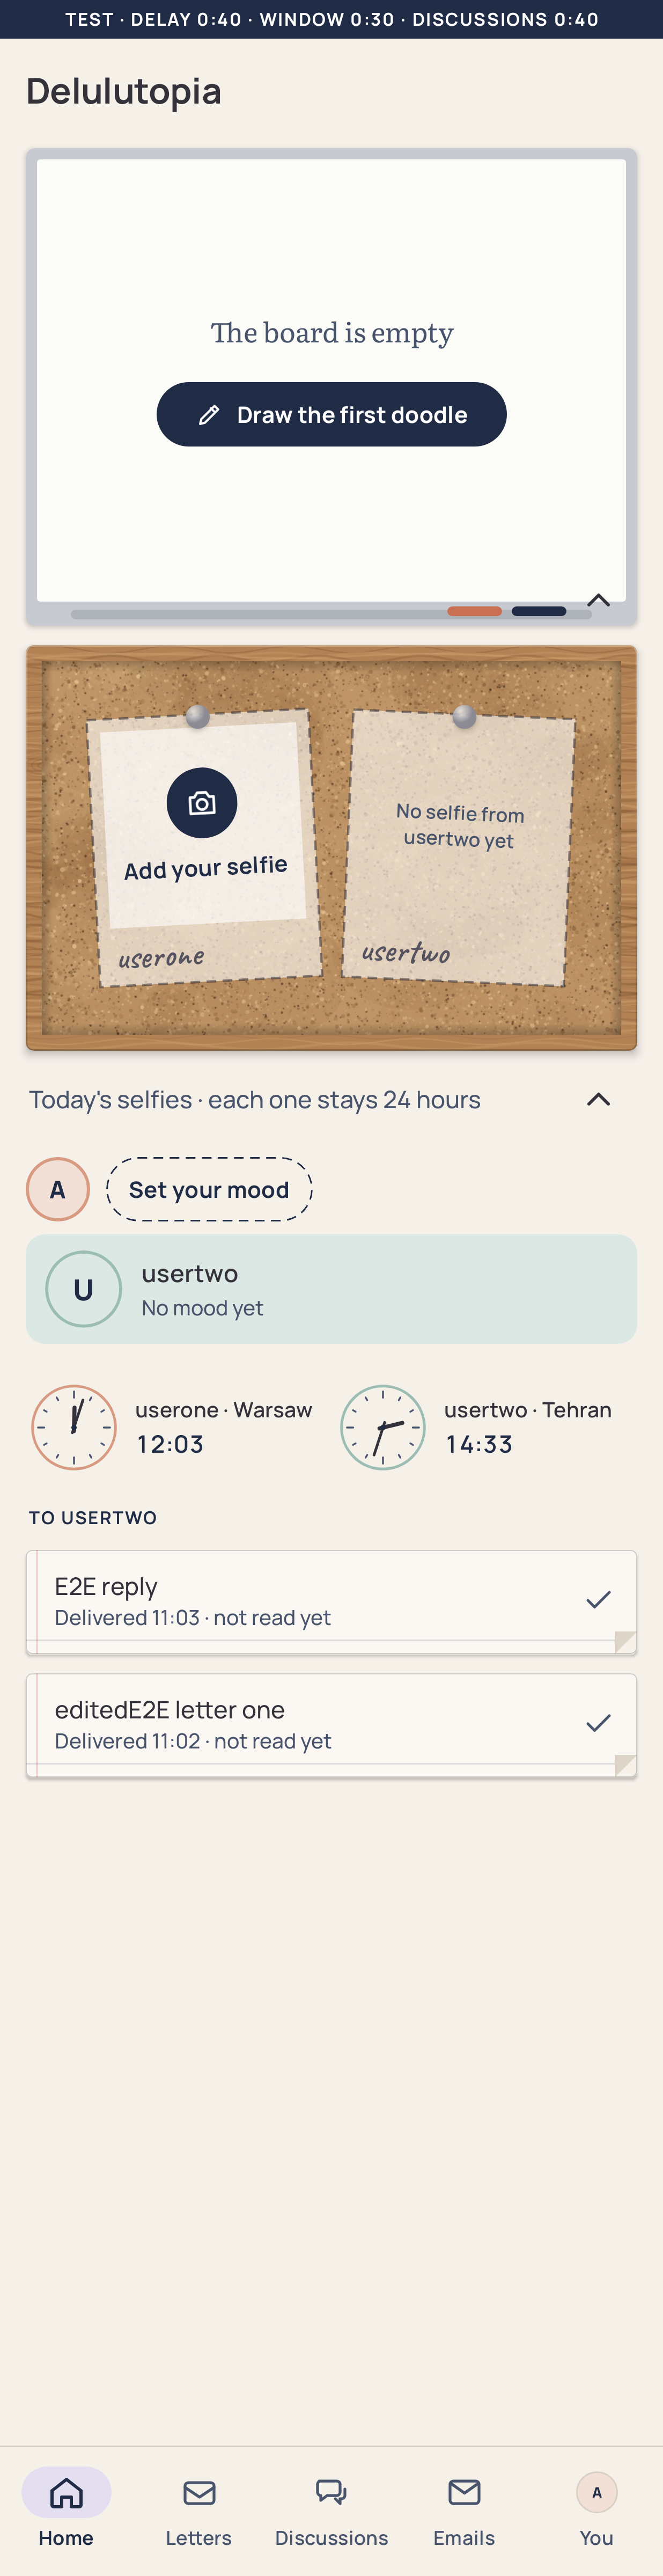 TEST · DELAY 0:40 · WINDOW 0:30 · DISCUSSIONS 0:40
Delulutopia
The board is empty
Draw the first doodle
Add your selfie
userone
No selfie from
usertwo yet
usertwo
Today's selfies · each one stays 24 hours
A
Set your mood
U
usertwo
No mood yet
userone · Warsaw
12:03
usertwo · Tehran
14:33
TO USERTWO
E2E reply
Delivered 11:03 · not read yet
editedE2E letter one
Delivered 11:02 · not read yet
A
Home
Letters
Discussions
Emails
You